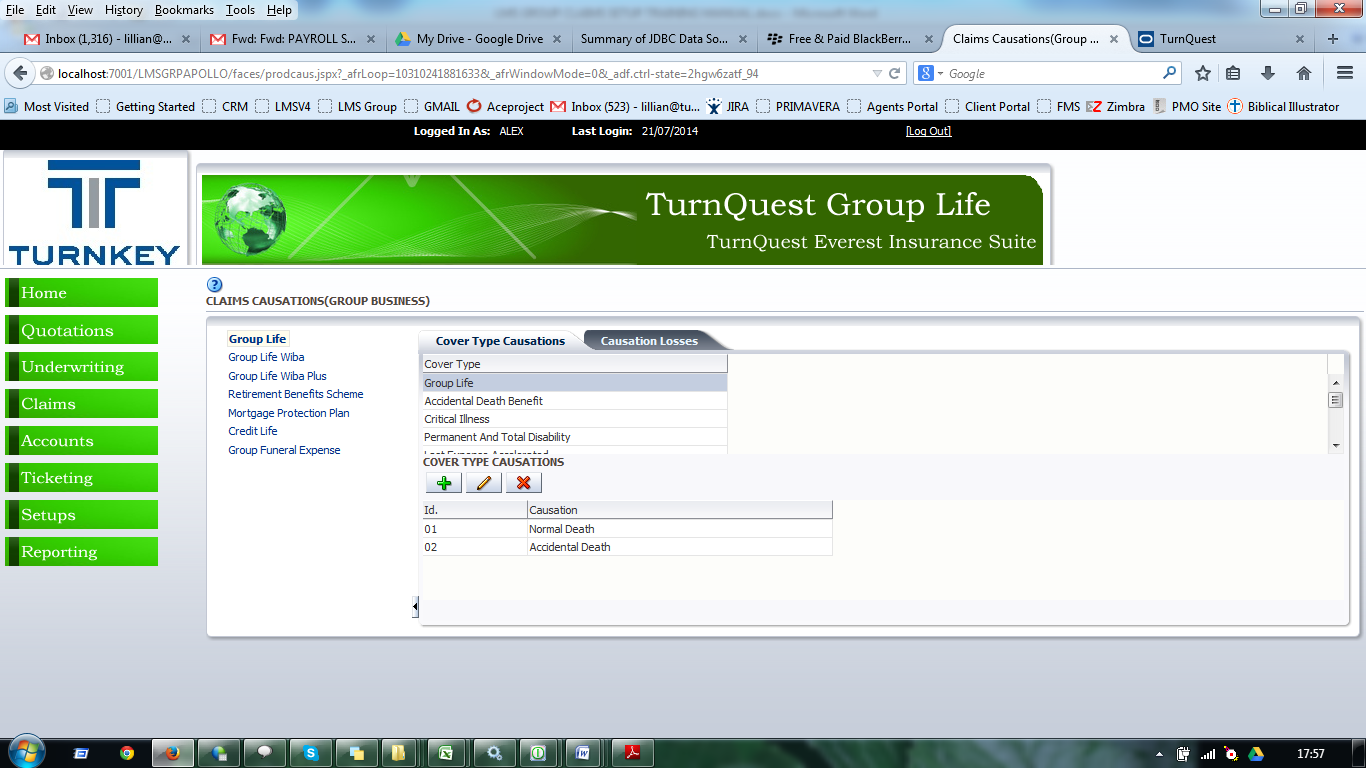 File Edit View History Bookmarks Tools Help
Inbox (1,316) - lillian@... Fwd: Fwd: PAYROLL S... My Drive - Google Drive Summary of JDBC Data So... Free & Paid BlackBerr... Claims Causations(Group ... TurnQuest
localhost:7001/LMSGRPAPOLLO/faces/prodcaus.jspx?_afrLoop=10310241881633&_afrWindowMode=0&_adf.ctrl-state=2hgw6zatf_94 Google
Most Visited Getting Started CRM LMSV4 LMS Group GMAIL Aceproject Inbox (523) - lillian@tu... JIRA PRIMAVERA Agents Portal Client Portal FMS Zimbra PMO Site Biblical Illustrator
Logged In As: ALEX Last Login: 21/07/2014 [Log Out]
TURNKEY
TurnQuest Group Life
TurnQuest Everest Insurance Suite
Home
Quotations
Underwriting
Claims
Accounts
Ticketing
Setups
Reporting
CLAIMS CAUSATIONS(GROUP BUSINESS)
Group Life
Group Life Wiba
Group Life Wiba Plus
Retirement Benefits Scheme
Mortgage Protection Plan
Credit Life
Group Funeral Expense
Cover Type Causations Causation Losses
Cover Type
Group Life
Accidental Death Benefit
Critical Illness
Permanent And Total Disability
COVER TYPE CAUSATIONS
Id. Causation
01 Normal Death
02 Accidental Death
17:57